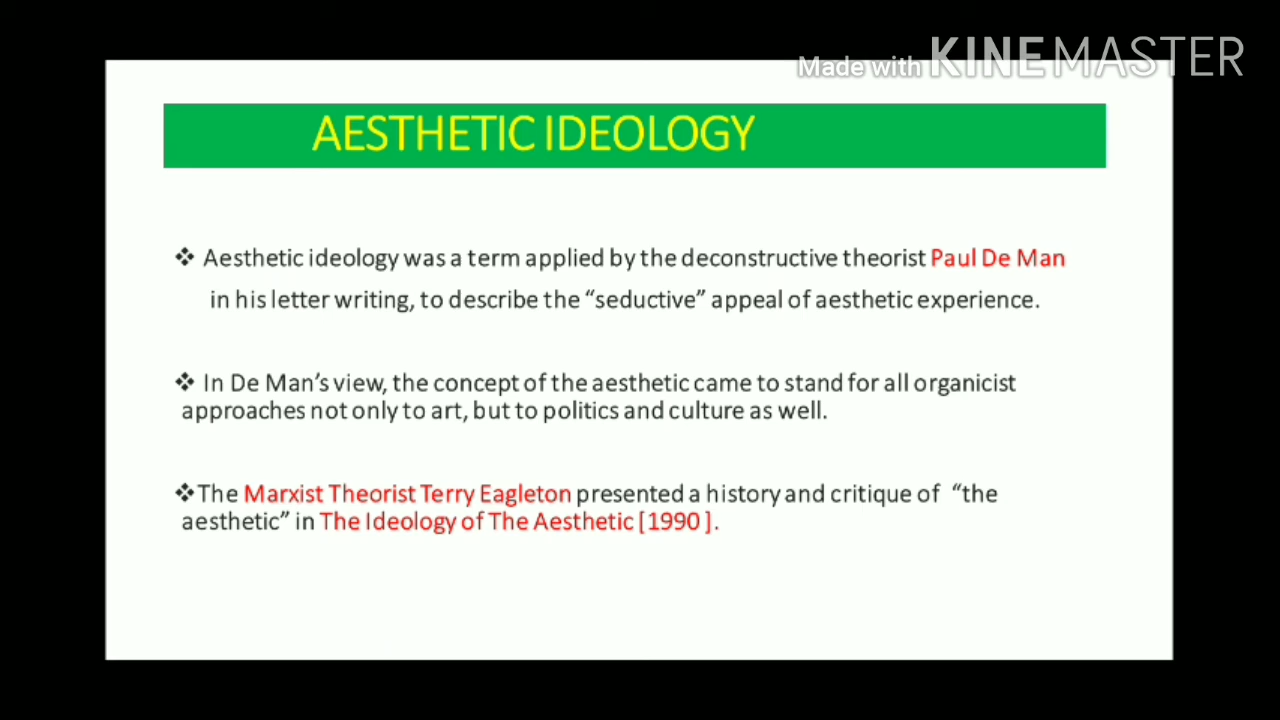 Made with KINEMASTER
AESTHETIC IDEOLOGY
❖ Aesthetic ideology was a term applied by the deconstructive theorist Paul De Man
in his letter writing, to describe the “seductive” appeal of aesthetic experience.
❖ In De Man’s view, the concept of the aesthetic came to stand for all organicist
approaches not only to art, but to politics and culture as well.
❖The Marxist Theorist Terry Eagleton presented a history and critique of “the
aesthetic” in The Ideology of The Aesthetic [1990 ].